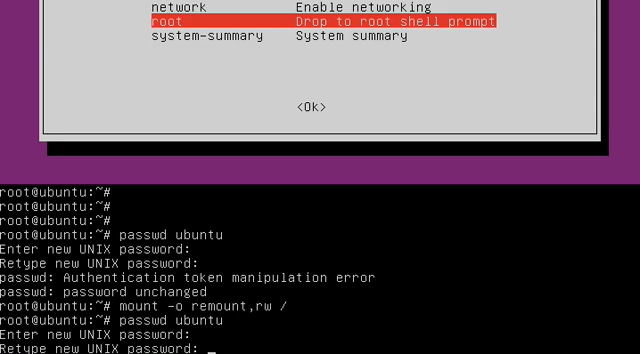 network Enable networking
root Drop to root shell prompt
system-summary System summary
<Ok>
root@ubuntu:~#
root@ubuntu:~#
root@ubuntu:~#
root@ubuntu:~# passwd ubuntu
Enter new UNIX password:
Retype new UNIX password:
passwd: Authentication token manipulation error
passwd: password unchanged
root@ubuntu:~# mount -o remount,rw /
root@ubuntu:~# passwd ubuntu
Enter new UNIX password:
Retype new UNIX password: _